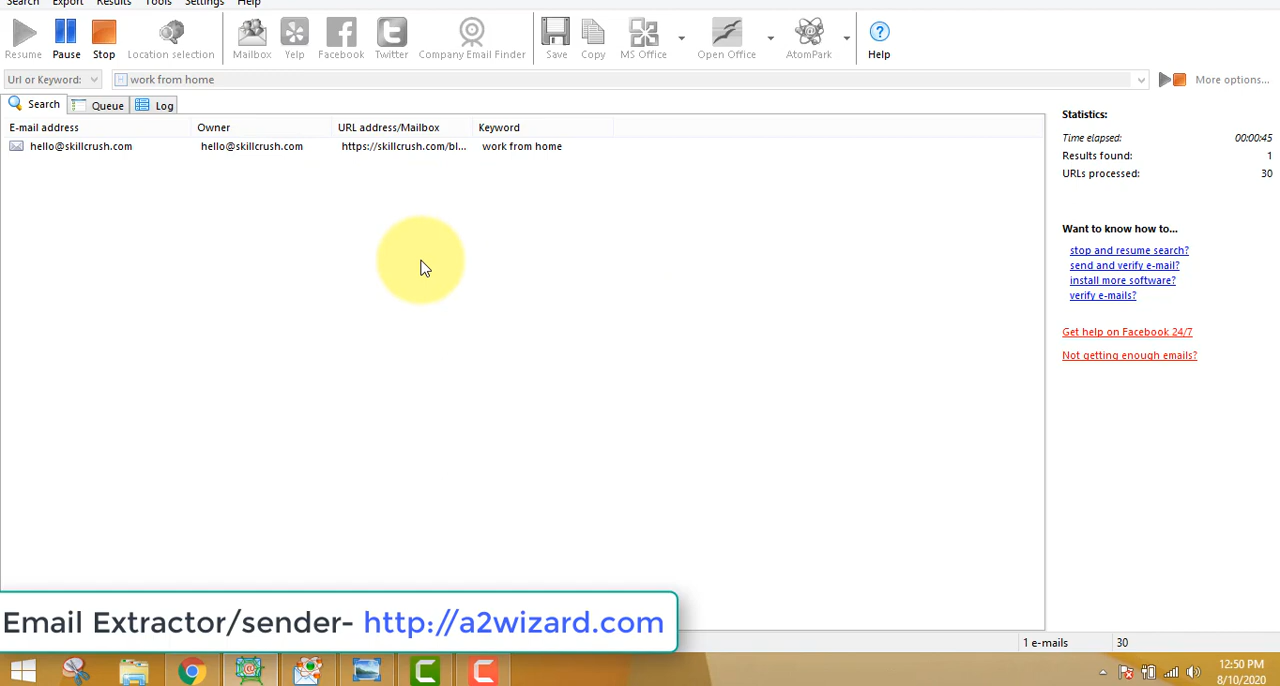 Search Export Results Tools Settings Help
Resume Pause Stop Location selection Mailbox Yelp Facebook Twitter Company Email Finder Save Copy MS Office Open Office AtomPark Help
Url or Keyword: work from home More options...
Search Queue Log
E-mail address Owner URL address/Mailbox Keyword
hello@skillcrush.com hello@skillcrush.com https://skillcrush.com/bl... work from home
Statistics:
Time elapsed: 00:00:45
Results found: 1
URLs processed: 30
Want to know how to...
stop and resume search?
send and verify e-mail?
install more software?
verify e-mails?
Get help on Facebook 24/7
Not getting enough emails?
Email Extractor/sender- http://a2wizard.com
1 e-mails 30
12:50 PM
8/10/2020